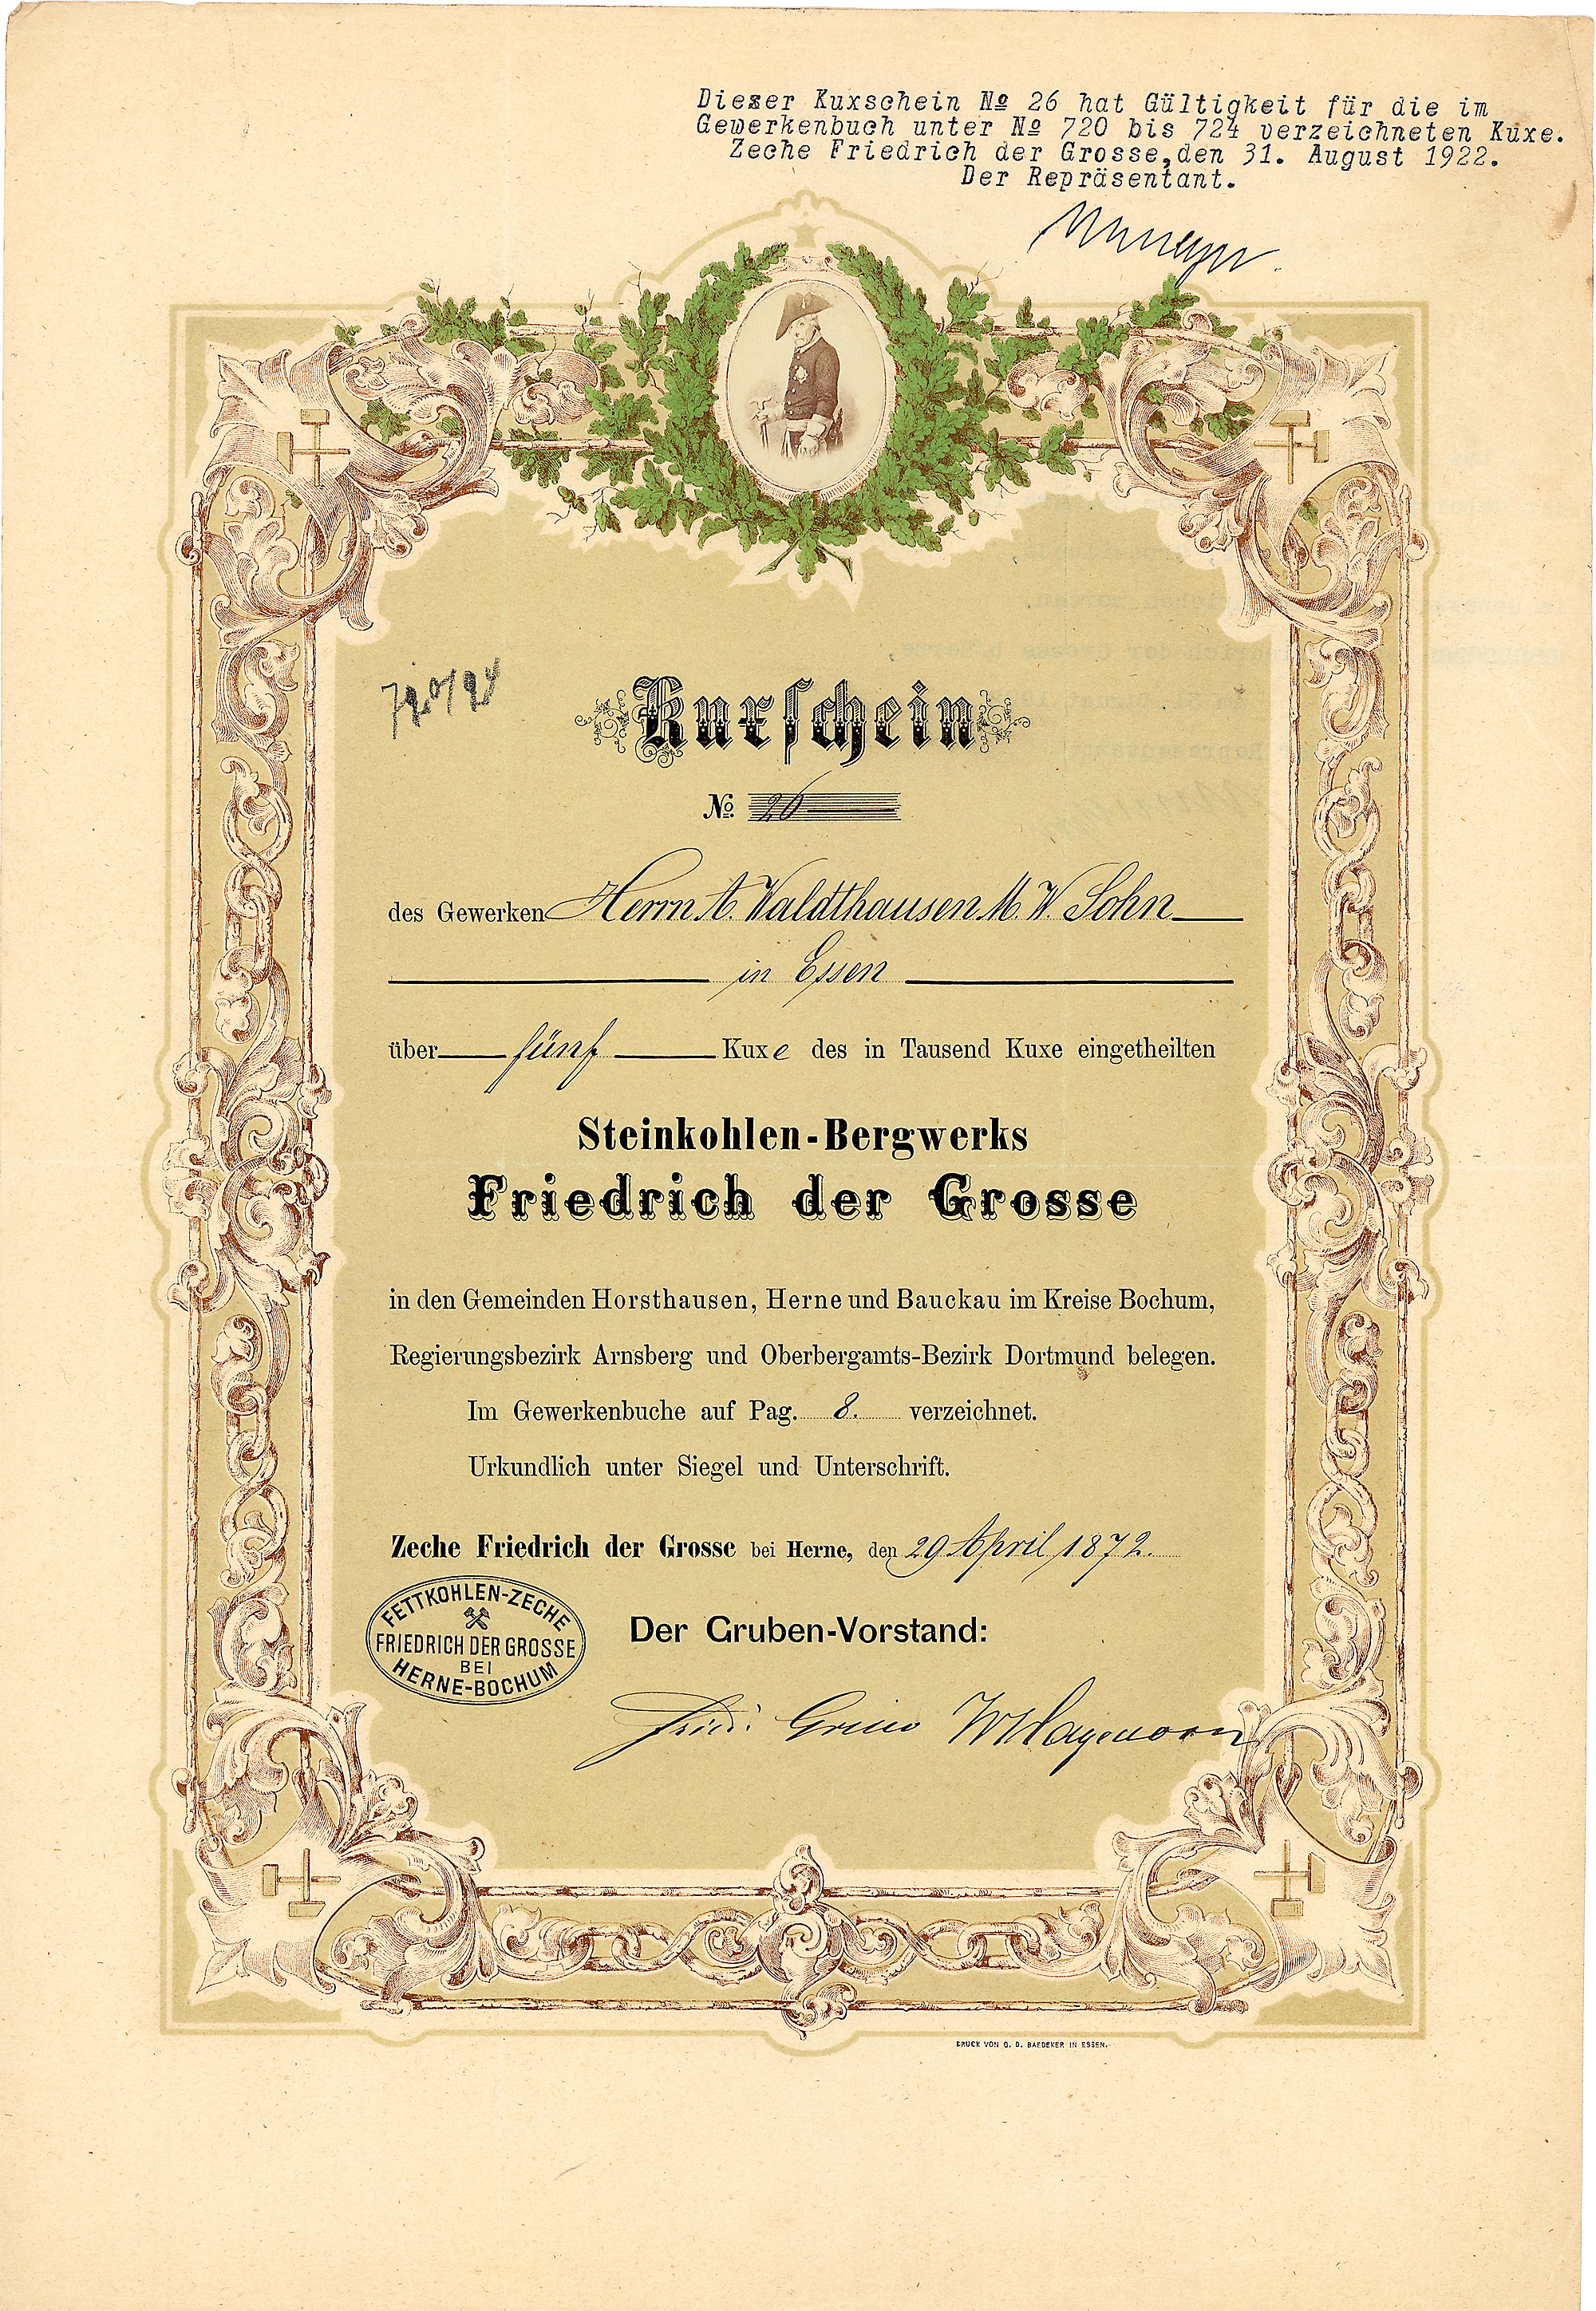 Dieser Kuxschein № 26 hat Gültigkeit für die im
Gewerkenbuch unter № 720 bis 724 verzeichneten Kuxe.
Zeche Friedrich der Grosse, den 31. August 1922.
Der Repräsentant.
720/24
Kuxschein
№. 26
des Gewerken Herrn A. Waldthausen M. W. Sohn
in Essen
über fünf Kuxe des in Tausend Kuxe eingetheilten
Steinkohlen-Bergwerks
Friedrich der Grosse
in den Gemeinden Horsthausen, Herne und Bauckau im Kreise Bochum,
Regierungsbezirk Arnsberg und Oberbergamts-Bezirk Dortmund belegen.
Im Gewerkenbuche auf Pag. 8. verzeichnet.
Urkundlich unter Siegel und Unterschrift.
Zeche Friedrich der Grosse bei Herne, den 29 April 1872.
FETTKOHLEN-ZECHE
FRIEDRICH DER GROSSE
BEI
HERNE-BOCHUM
Der Gruben-Vorstand:
DRUCK VON G. D. BAEDEKER IN ESSEN.